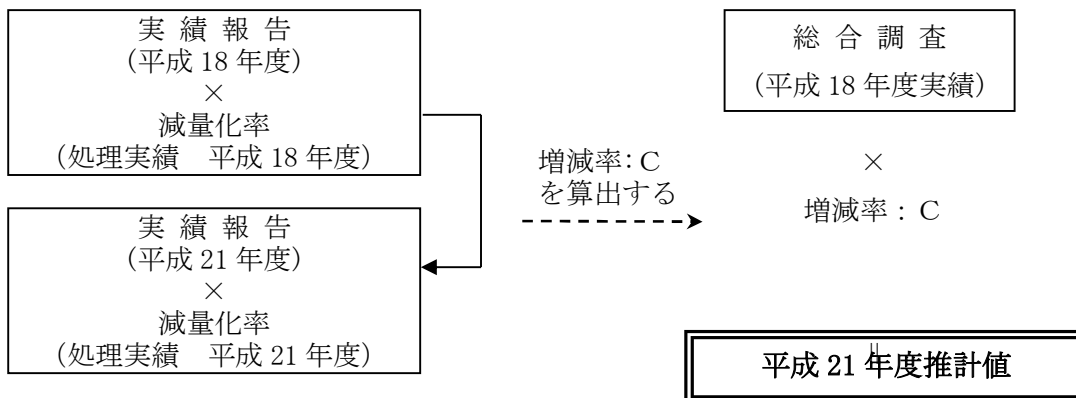 実 績 報 告
(平成 18 年度)
×
減量化率
(処理実績　平成 18 年度)
実 績 報 告
(平成 21 年度)
×
減量化率
(処理実績　平成 21 年度)
増減率：C
を算出する
総 合 調 査
(平成 18 年度実績)
×
増減率 : C
||
平成 21 年度推計値